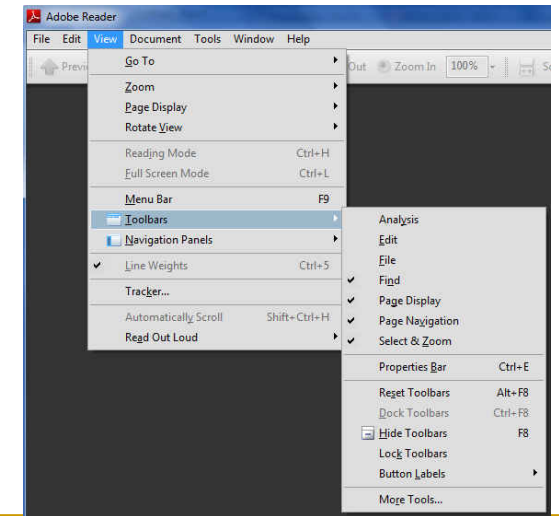 Adobe Reader
File Edit View Document Tools Window Help
Out Zoom In 100%
Go To
Zoom
Page Display
Rotate View
Reading Mode Ctrl+H
Full Screen Mode Ctrl+L
Menu Bar F9
Toolbars
Navigation Panels
Line Weights Ctrl+5
Tracker...
Automatically Scroll Shift+Ctrl+H
Read Out Loud
Analysis
Edit
File
Find
Page Display
Page Navigation
Select & Zoom
Properties Bar Ctrl+E
Reset Toolbars Alt+F8
Dock Toolbars Ctrl+F8
Hide Toolbars F8
Lock Toolbars
Button Labels
More Tools...